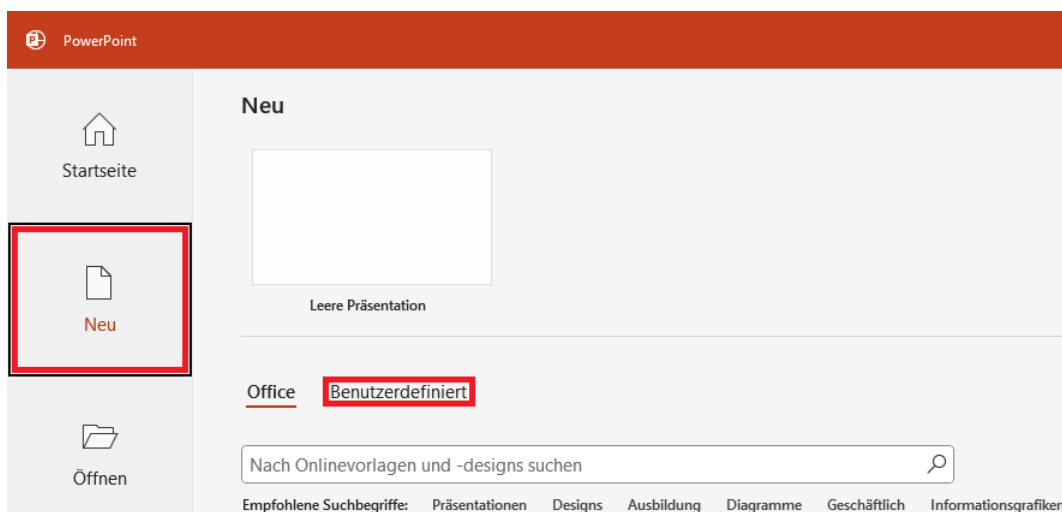 PowerPoint
Startseite
Neu
Öffnen
Neu
Leere Präsentation
Office Benutzerdefiniert
Nach Onlinevorlagen und -designs suchen
Empfohlene Suchbegriffe: Präsentationen Designs Ausbildung Diagramme Geschäftlich Informationsgrafiken